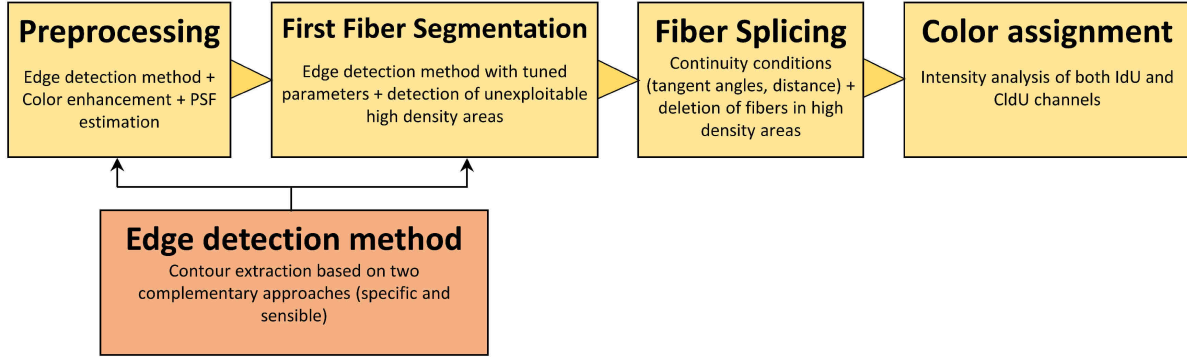 Preprocessing
Edge detection method +
Color enhancement + PSF
estimation
First Fiber Segmentation
Edge detection method with tuned
parameters + detection of unexploitable
high density areas
Fiber Splicing
Continuity conditions
(tangent angles, distance) +
deletion of fibers in high
density areas
Color assignment
Intensity analysis of both IdU and
CldU channels
Edge detection method
Contour extraction based on two
complementary approaches (specific and
sensible)